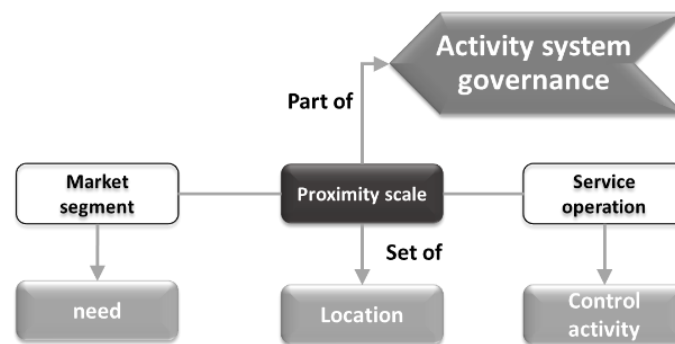 Activity system
governance
Part of
Market
segment
Proximity scale
Service
operation
Set of
need
Location
Control
activity